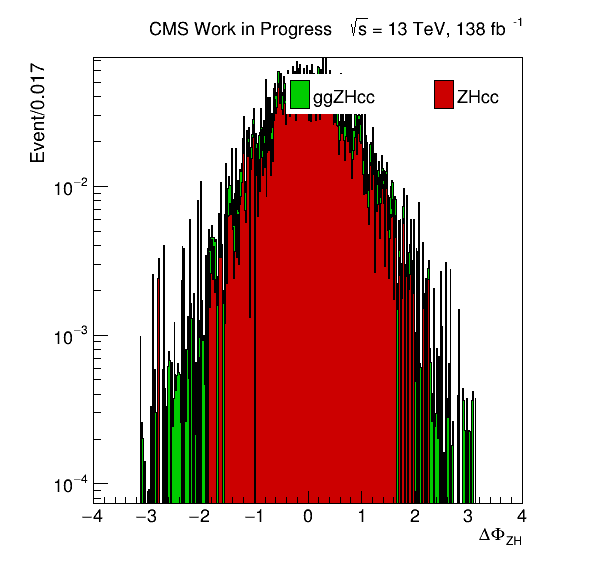 CMS Work in Progress √s = 13 TeV, 138 fb⁻¹
Event/0.017
ggZHcc ZHcc
10⁻²
10⁻³
10⁻⁴
−4 −3 −2 −1 0 1 2 3 4
ΔΦ_ZH